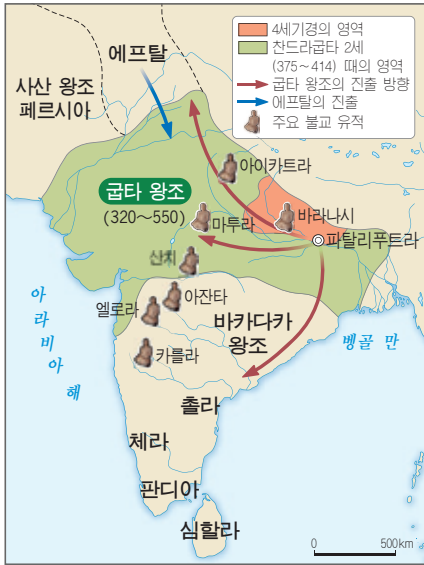 4세기경의 영역
찬드라굽타 2세
(375~414) 때의 영역
굽타 왕조의 진출 방향
에프탈의 진출
주요 불교 유적
에프탈
사산 왕조
페르시아
아이카트라
굽타 왕조
(320~550)
마투라
바라나시
파탈리푸트라
산치
아잔타
엘로라
바카다카
왕조
카를라
아라비아 해
벵골 만
촐라
체라
판디아
심할라
0 500km